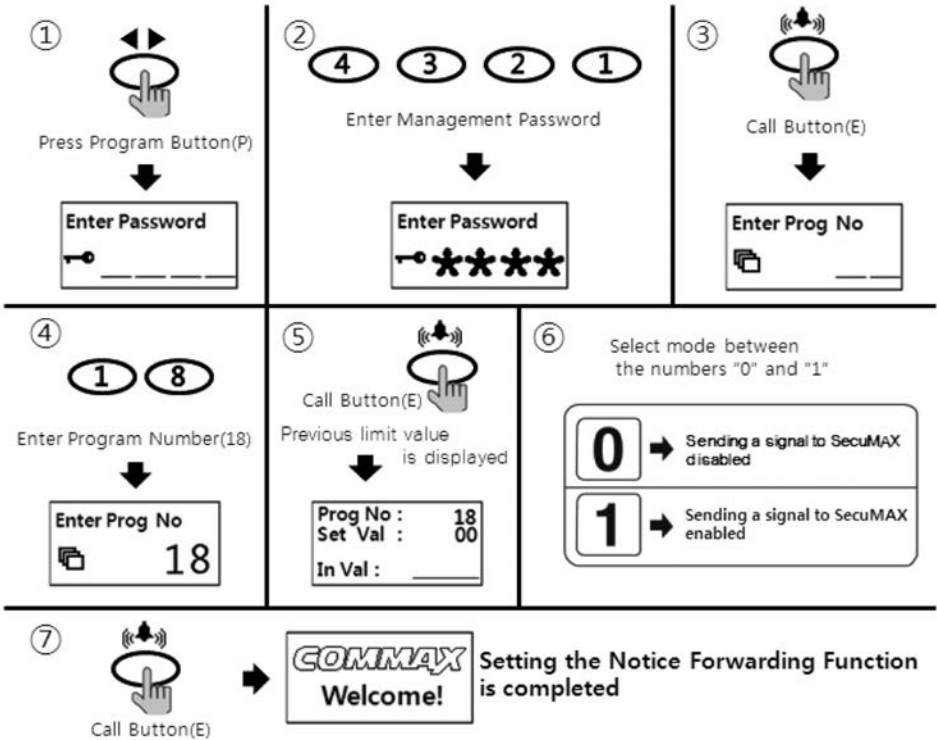 ①
Press Program Button(P)
Enter Password
②
4 3 2 1
Enter Management Password
Enter Password
③
Call Button(E)
Enter Prog No
④
1 8
Enter Program Number(18)
Enter Prog No
18
⑤
Call Button(E)
Previous limit value
is displayed
Prog No : 18
Set Val : 00
In Val :
⑥
Select mode between
the numbers "0" and "1"
0 Sending a signal to SecuMAX
disabled
1 Sending a signal to SecuMAX
enabled
⑦
Call Button(E)
COMMAX
Welcome!
Setting the Notice Forwarding Function
is completed